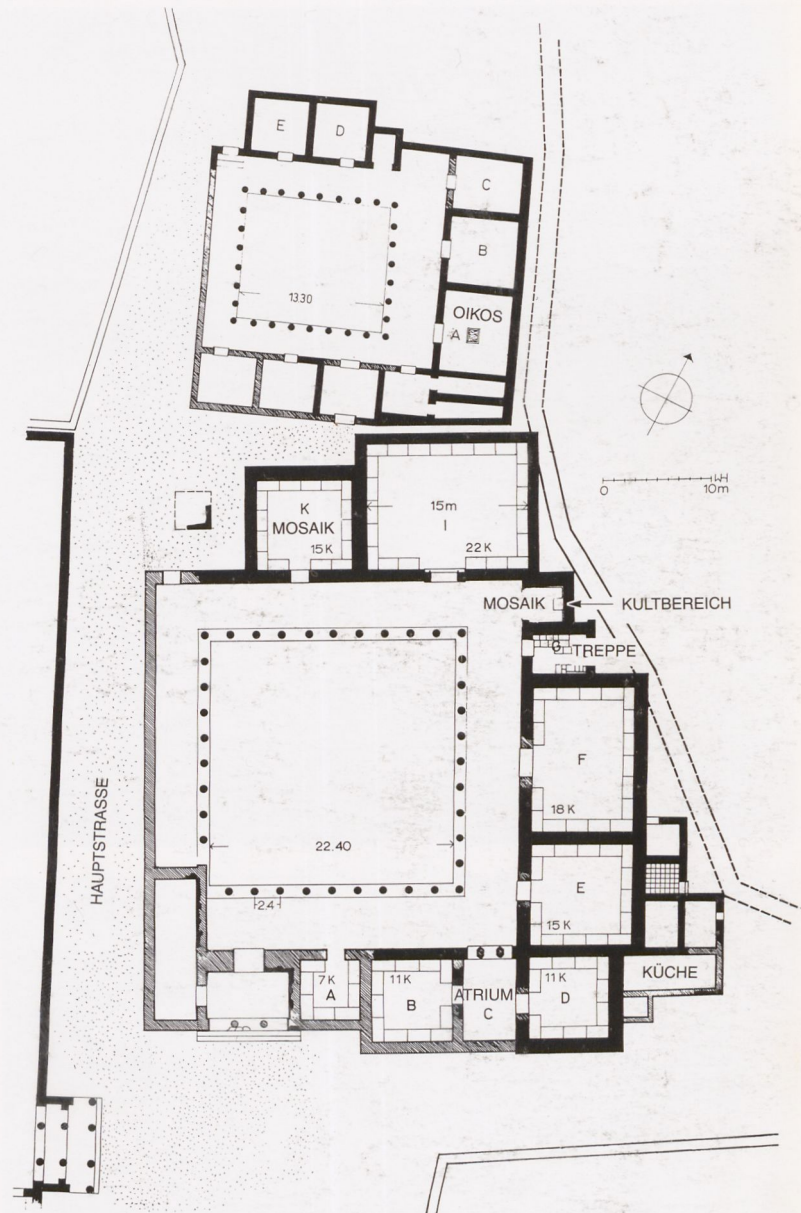 E
D
C
B
13.30
OIKOS
A
0
10m
15m
I
22 K
K
MOSAIK
15 K
MOSAIK
KULTBEREICH
G
TREPPE
F
18 K
HAUPTSTRASSE
22.40
2.4
E
15 K
KÜCHE
7 K
A
11 K
B
ATRIUM
C
11 K
D